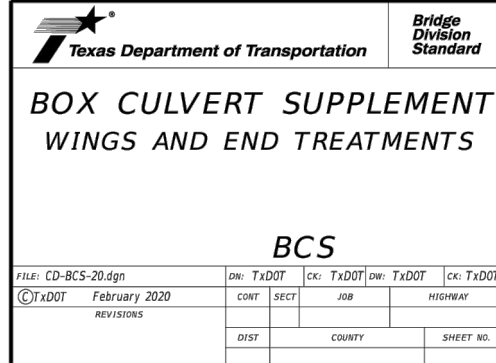 ®
Texas Department of Transportation
Bridge
Division
Standard
BOX CULVERT SUPPLEMENT
WINGS AND END TREATMENTS
BCS
FILE: CD-BCS-20.dgn DN: TxDOT CK: TxDOT DW: TxDOT CK: TxDOT
©TxDOT February 2020 CONT SECT JOB HIGHWAY
REVISIONS
DIST COUNTY SHEET NO.